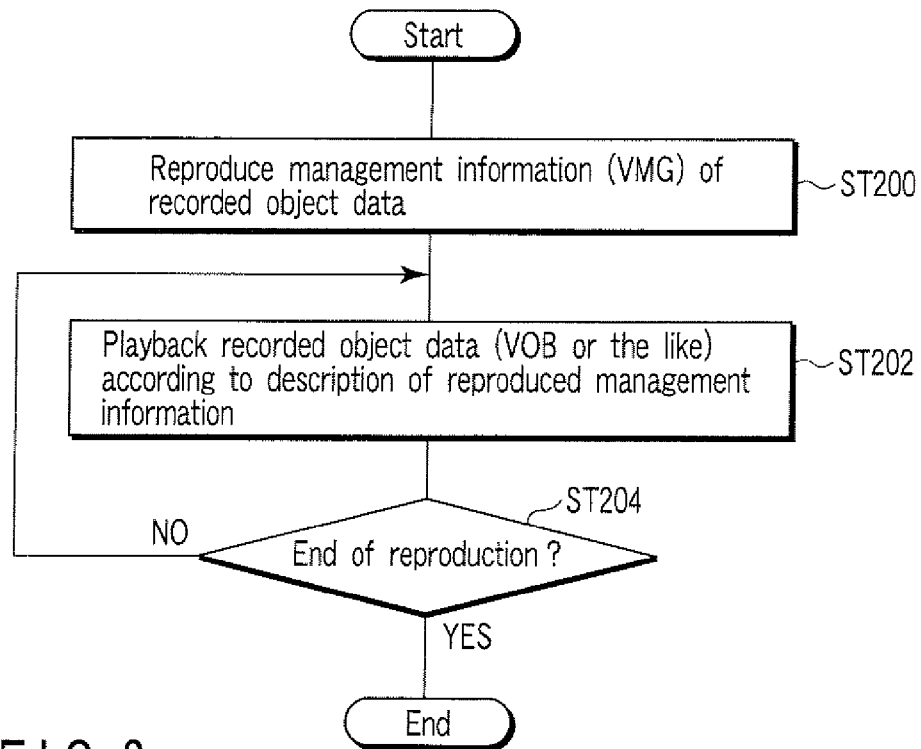 Start
Reproduce management information (VMG) of
recorded object data
ST200
Playback recorded object data (VOB or the like)
according to description of reproduced management
information
ST202
ST204
NO
End of reproduction ?
YES
End